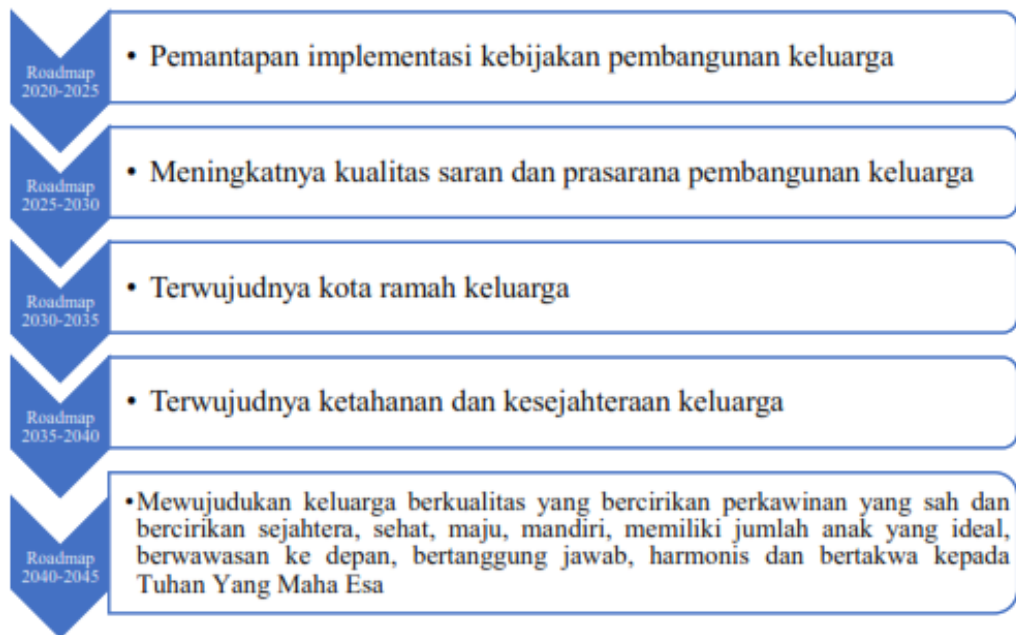 Roadmap
2020-2025
• Pemantapan implementasi kebijakan pembangunan keluarga
Roadmap
2025-2030
• Meningkatnya kualitas saran dan prasarana pembangunan keluarga
Roadmap
2030-2035
• Terwujudnya kota ramah keluarga
Roadmap
2035-2040
• Terwujudnya ketahanan dan kesejahteraan keluarga
Roadmap
2040-2045
•Mewujudukan keluarga berkualitas yang bercirikan perkawinan yang sah dan
bercirikan sejahtera, sehat, maju, mandiri, memiliki jumlah anak yang ideal,
berwawasan ke depan, bertanggung jawab, harmonis dan bertakwa kepada
Tuhan Yang Maha Esa